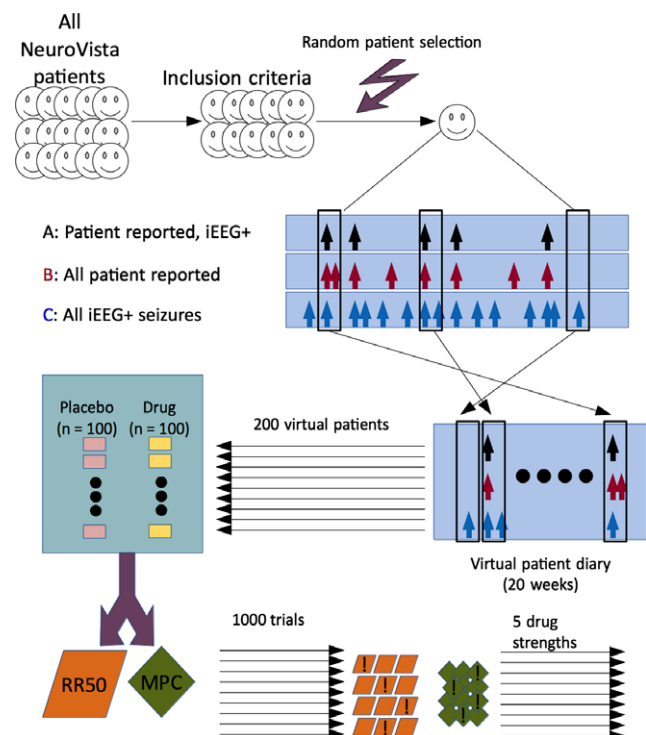 All
NeuroVista
patients
Inclusion criteria
Random patient selection
A: Patient reported, iEEG+
B: All patient reported
C: All iEEG+ seizures
Placebo
(n = 100)
Drug
(n = 100)
200 virtual patients
Virtual patient diary
(20 weeks)
RR50
MPC
1000 trials
! ! ! !
! ! ! !
5 drug
strengths